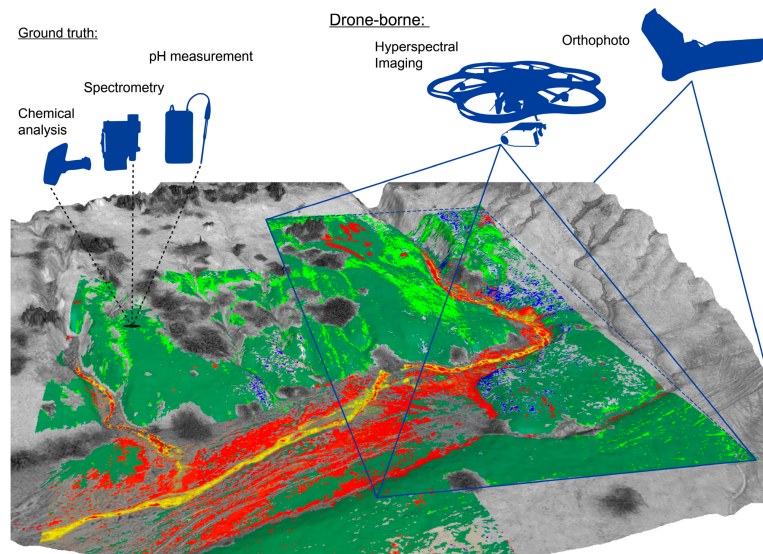 Drone-borne:
Ground truth:
Hyperspectral
Imaging
Orthophoto
pH measurement
Spectrometry
Chemical
analysis